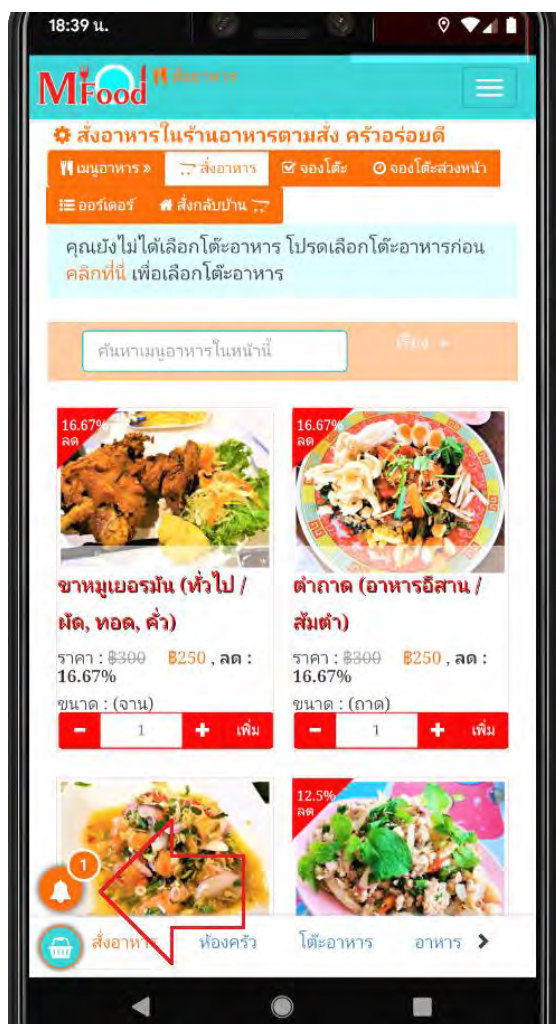 18:39 น.
MFood สั่งอาหาร
สั่งอาหารในร้านอาหารตามสั่ง ครัวอร่อยดี
เมนูอาหาร » สั่งอาหาร จองโต๊ะ จองโต๊ะล่วงหน้า
ออร์เดอร์ สั่งกลับบ้าน
คุณยังไม่ได้เลือกโต๊ะอาหาร โปรดเลือกโต๊ะอาหารก่อน
คลิกที่นี่ เพื่อเลือกโต๊ะอาหาร
ค้นหาเมนูอาหารในหน้านี้ เรียง
16.67%
ลด
ขาหมูเยอรมัน (ทั่วไป /
ผัด, ทอด, คั่ว)
ราคา : ฿300 ฿250 , ลด :
16.67%
ขนาด : (จาน)
1 เพิ่ม
16.67%
ลด
ตำถาด (อาหารอีสาน /
ส้มตำ)
ราคา : ฿300 ฿250 , ลด :
16.67%
ขนาด : (ถาด)
1 เพิ่ม
12.5%
ลด
1
สั่งอาหาร ห้องครัว โต๊ะอาหาร อาหาร